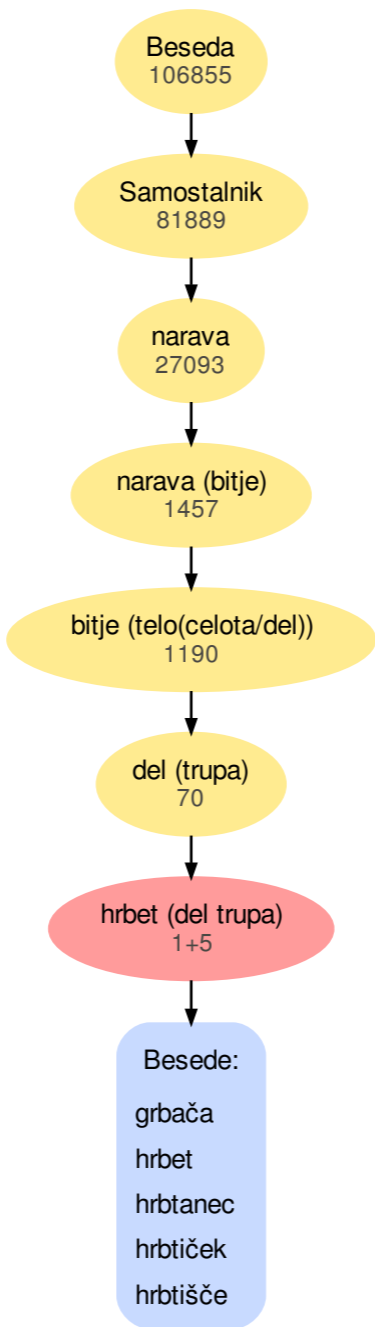 Beseda
106855
Samostalnik
81889
narava
27093
narava (bitje)
1457
bitje (telo(celota/del))
1190
del (trupa)
70
hrbet (del trupa)
1+5
Besede:
grbača
hrbet
hrbtanec
hrbtiček
hrbtišče